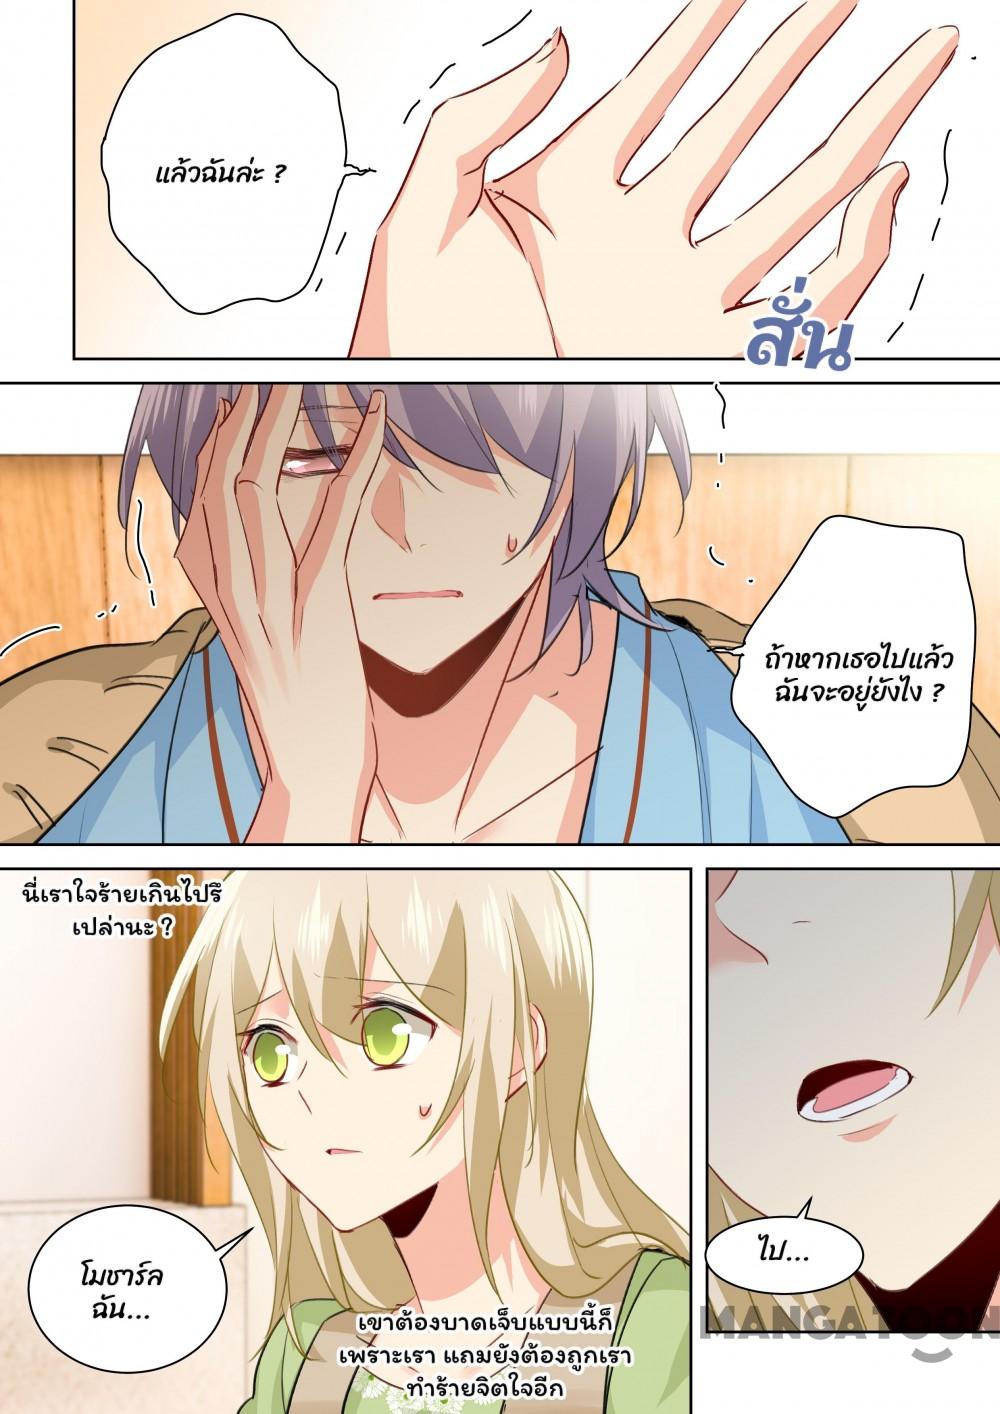 แล้วฉันล่ะ ?
สั่น
ถ้าหากเธอไปแล้ว
ฉันจะอยู่ยังไง ?
นี่เราใจร้ายเกินไปรึ
เปล่านะ ?
โมชาร์ล
ฉัน...
ไป...
เขาต้องบาดเจ็บแบบนี้ก็
เพราะเรา แถมยังต้องถูกเรา
ทำร้ายจิตใจอีก
MANGATOON